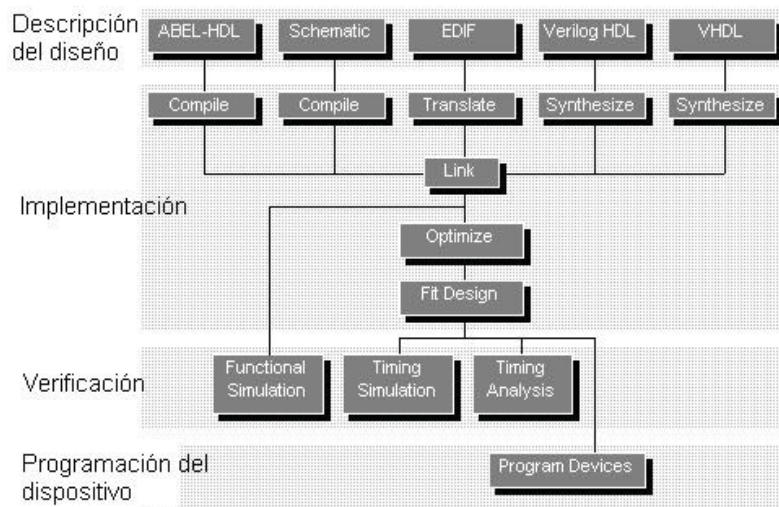 Descripción
del diseño
ABEL-HDL
Schematic
EDIF
Verilog HDL
VHDL
Compile
Compile
Translate
Synthesize
Synthesize
Link
Implementación
Optimize
Fit Design
Verificación
Functional
Simulation
Timing
Simulation
Timing
Analysis
Programación del
dispositivo
Program Devices